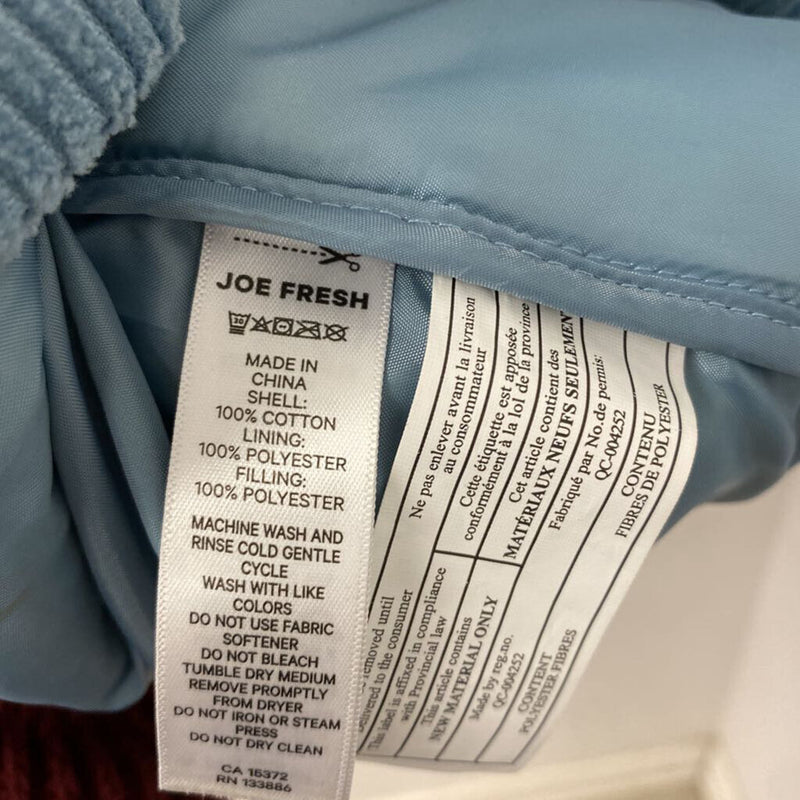 JOE FRESH
MADE IN
CHINA
SHELL:
100% COTTON
LINING:
100% POLYESTER
FILLING:
100% POLYESTER
MACHINE WASH AND
RINSE COLD GENTLE
CYCLE
WASH WITH LIKE
COLORS
DO NOT USE FABRIC
SOFTENER
DO NOT BLEACH
TUMBLE DRY MEDIUM
REMOVE PROMPTLY
FROM DRYER
DO NOT IRON OR STEAM
PRESS
DO NOT DRY CLEAN
CA 15372
RN 133886
Ne pas enlever avant la livraison
au consommateur
Cette étiquette est apposée
conformément à la loi de la province
Cet article contient des
MATÉRIAUX NEUFS SEULEMEN
Fabriqué par No. de permis:
QC-004252
CONTENU
FIBRES DE POLYESTER
removed until
delivered to the consumer
This label is affixed in compliance
with Provincial law
This article contains
NEW MATERIAL ONLY
Made by reg.no.
QC-004252
CONTENT
POLYESTER FIBRES